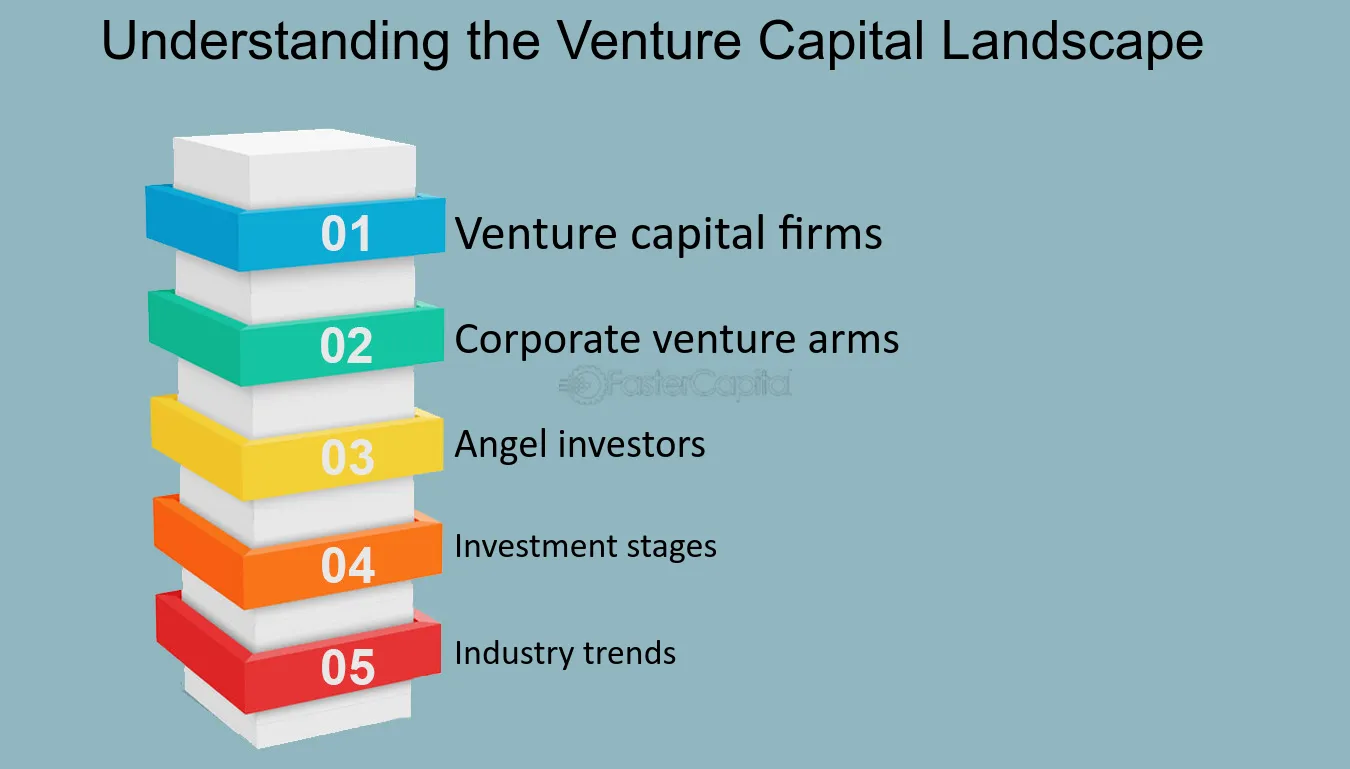 Understanding the Venture Capital Landscape
01 Venture capital firms
02 Corporate venture arms
FasterCapital
03 Angel investors
04 Investment stages
05 Industry trends